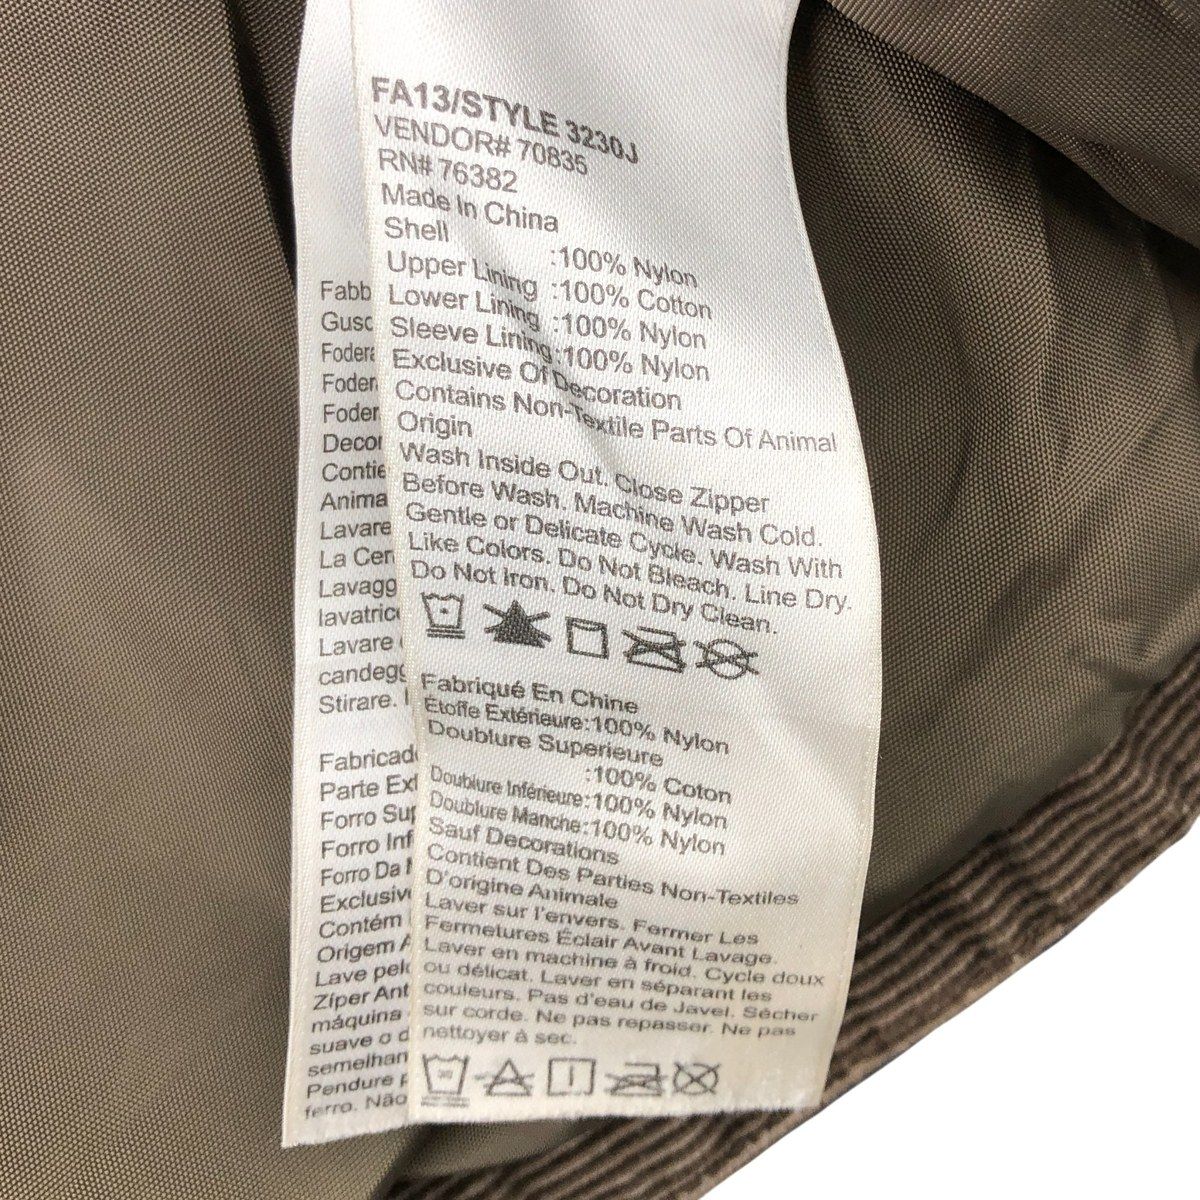 FA13/STYLE 3230J
VENDOR# 70835
RN# 76382
Made In China
Shell :100% Nylon
Upper Lining :100% Cotton
Lower Lining :100% Nylon
Sleeve Lining:100% Nylon
Exclusive Of Decoration
Contains Non-Textile Parts Of Animal
Origin
Wash Inside Out. Close Zipper
Before Wash. Machine Wash Cold.
Gentle or Delicate Cycle. Wash With
Like Colors. Do Not Bleach. Line Dry.
Do Not Iron. Do Not Dry Clean.
Fabriqué En Chine
Étoffe Extérieure:100% Nylon
Doublure Superieure
:100% Coton
Doublure Inférieure:100% Nylon
Doublure Manche:100% Nylon
Sauf Decorations
Contient Des Parties Non-Textiles
D'origine Animale
Laver sur l'envers. Fermer Les
Fermetures Éclair Avant Lavage.
Laver en machine à froid. Cycle doux
ou délicat. Laver en séparant les
couleurs. Pas d'eau de Javel. Sécher
sur corde. Ne pas repasser. Ne pas
nettoyer à sec.
Fabb
Gusc
Fodera
Foder
Foder
Decor
Contie
Anima
Lavare
La Cer
Lavagg
lavatric
Lavare
candegg
Stirare.
Fabricad
Parte Ex
Forro Sup
Forro Inf
Forro Da
Exclusiv
Contém
Origem A
Lave pel
Zíper Ant
máquina
suave o d
semelhan
Pendure p
ferro. Não